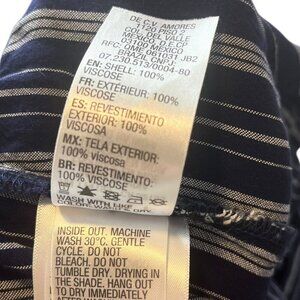 DE C.V. AMORES
COL. DEL VALLE
RFC:
BRAZIL CNPJ:
07.230.513/0004-80
EN: SHELL: 100%
VISCOSE
FR: EXTÉRIEUR: 100%
VISCOSE
ES: REVESTIMIENTO
EXTERIOR: 100%
VISCOSA
MX: TELA EXTERIOR:
100% viscosa
BR: REVESTIMENTO:
100% VISCOSE
WASH WITH LIKE
INSIDE OUT. MACHINE
WASH 30°C. GENTLE
CYCLE. DO NOT
BLEACH. DO NOT
TUMBLE DRY. DRYING IN
THE SHADE. HANG OUT
TO DRY IMMEDIATELY